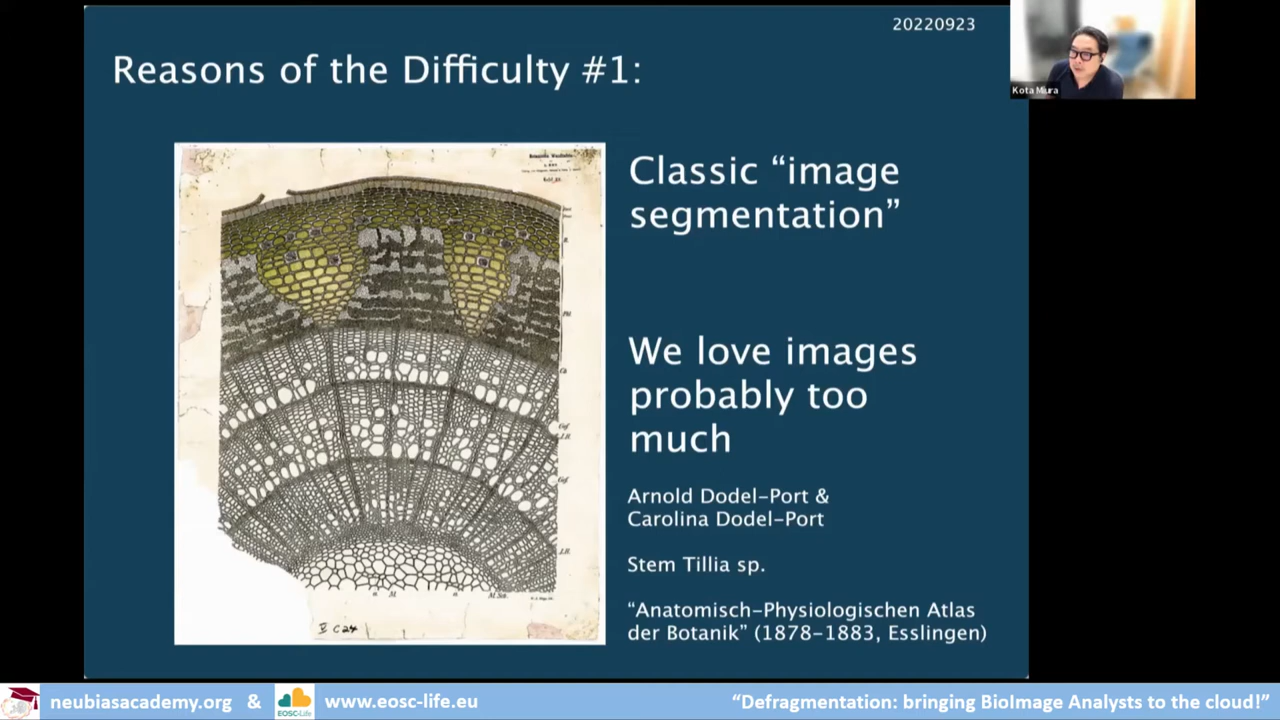 20220923
Reasons of the Difficulty #1:
Kota Miura
Classic “image
segmentation”
We love images
probably too
much
Arnold Dodel-Port &
Carolina Dodel-Port
Stem Tillia sp.
“Anatomisch-Physiologischen Atlas
der Botanik” (1878-1883, Esslingen)
neubiasacademy.org & www.eosc-life.eu “Defragmentation: bringing BioImage Analysts to the cloud!”
EOSC-Life